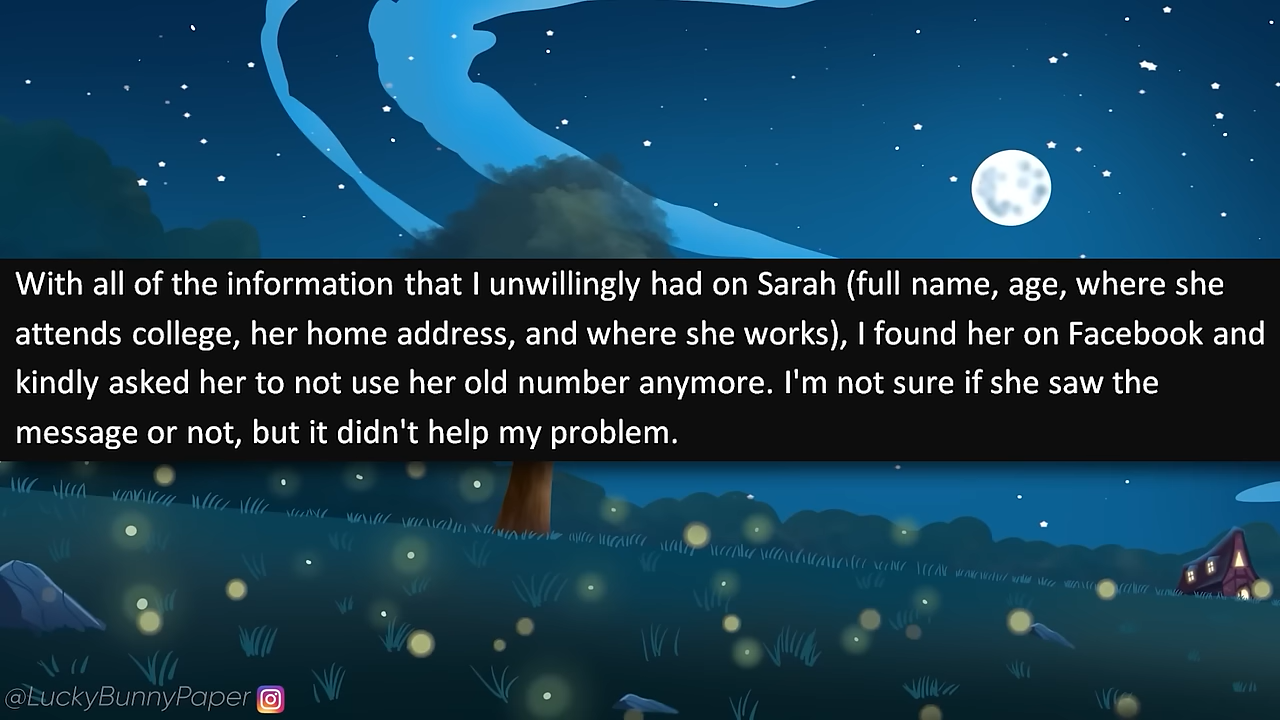 With all of the information that I unwillingly had on Sarah (full name, age, where she
attends college, her home address, and where she works), I found her on Facebook and
kindly asked her to not use her old number anymore. I'm not sure if she saw the
message or not, but it didn't help my problem.
@LuckyBunnyPaper